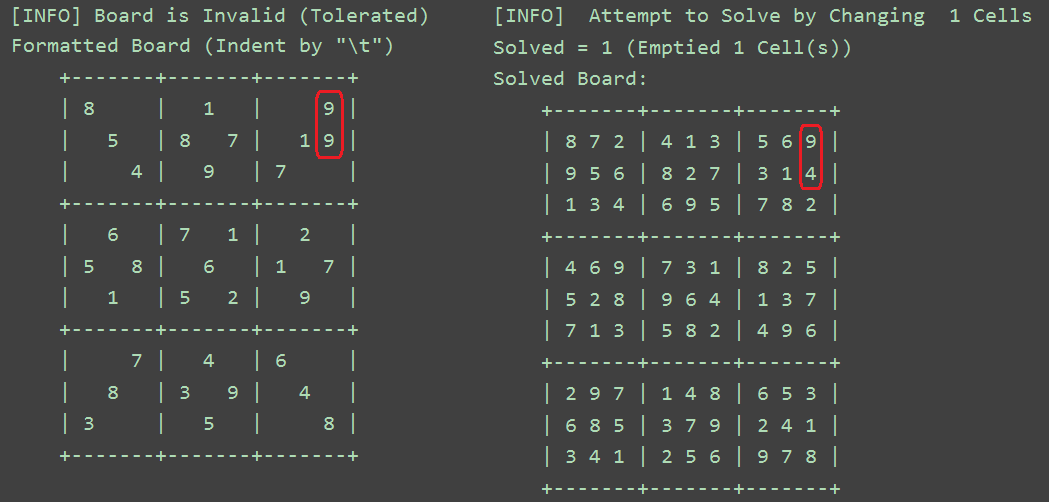 [INFO] Board is Invalid (Tolerated)
Formatted Board (Indent by "\t")
+-------+-------+-------+
| 8     |   1   |     9 |
|   5   | 8   7 |   1 9 |
|     4 |   9   | 7     |
+-------+-------+-------+
|   6   | 7   1 |   2   |
| 5   8 |   6   | 1   7 |
|   1   | 5   2 |   9   |
+-------+-------+-------+
|     7 |   4   | 6     |
|   8   | 3   9 |   4   |
| 3     |   5   |     8 |
+-------+-------+-------+
[INFO]  Attempt to Solve by Changing  1 Cells
Solved = 1 (Emptied 1 Cell(s))
Solved Board:
+-------+-------+-------+
| 8 7 2 | 4 1 3 | 5 6 9 |
| 9 5 6 | 8 2 7 | 3 1 4 |
| 1 3 4 | 6 9 5 | 7 8 2 |
+-------+-------+-------+
| 4 6 9 | 7 3 1 | 8 2 5 |
| 5 2 8 | 9 6 4 | 1 3 7 |
| 7 1 3 | 5 8 2 | 4 9 6 |
+-------+-------+-------+
| 2 9 7 | 1 4 8 | 6 5 3 |
| 6 8 5 | 3 7 9 | 2 4 1 |
| 3 4 1 | 2 5 6 | 9 7 8 |
+-------+-------+-------+